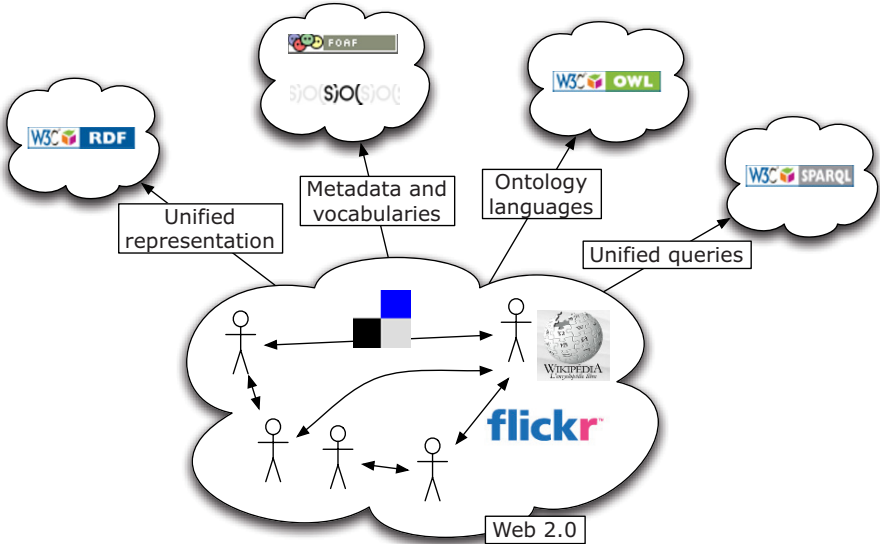 FOAF
S)O(S)O(S)O(
W3C OWL
W3C RDF
W3C SPARQL
Metadata and
vocabularies
Ontology
languages
Unified
representation
Unified queries
WIKIPEDIA
L'encyclopédie libre
flickr™
Web 2.0